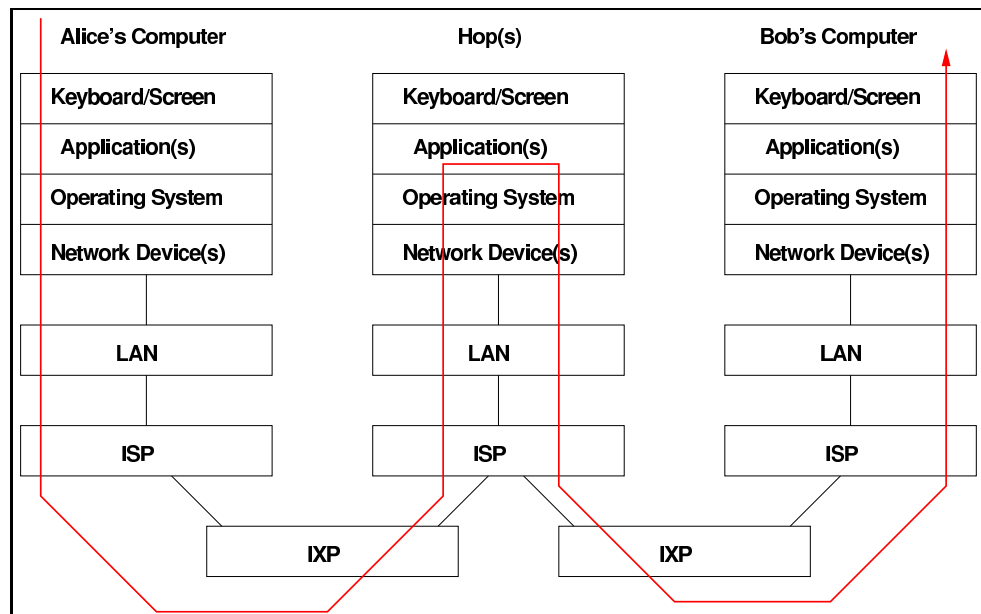 Alice's Computer
Hop(s)
Bob's Computer
Keyboard/Screen
Keyboard/Screen
Keyboard/Screen
Application(s)
Application(s)
Application(s)
Operating System
Operating System
Operating System
Network Device(s)
Network Device(s)
Network Device(s)
LAN
LAN
LAN
ISP
ISP
ISP
IXP
IXP